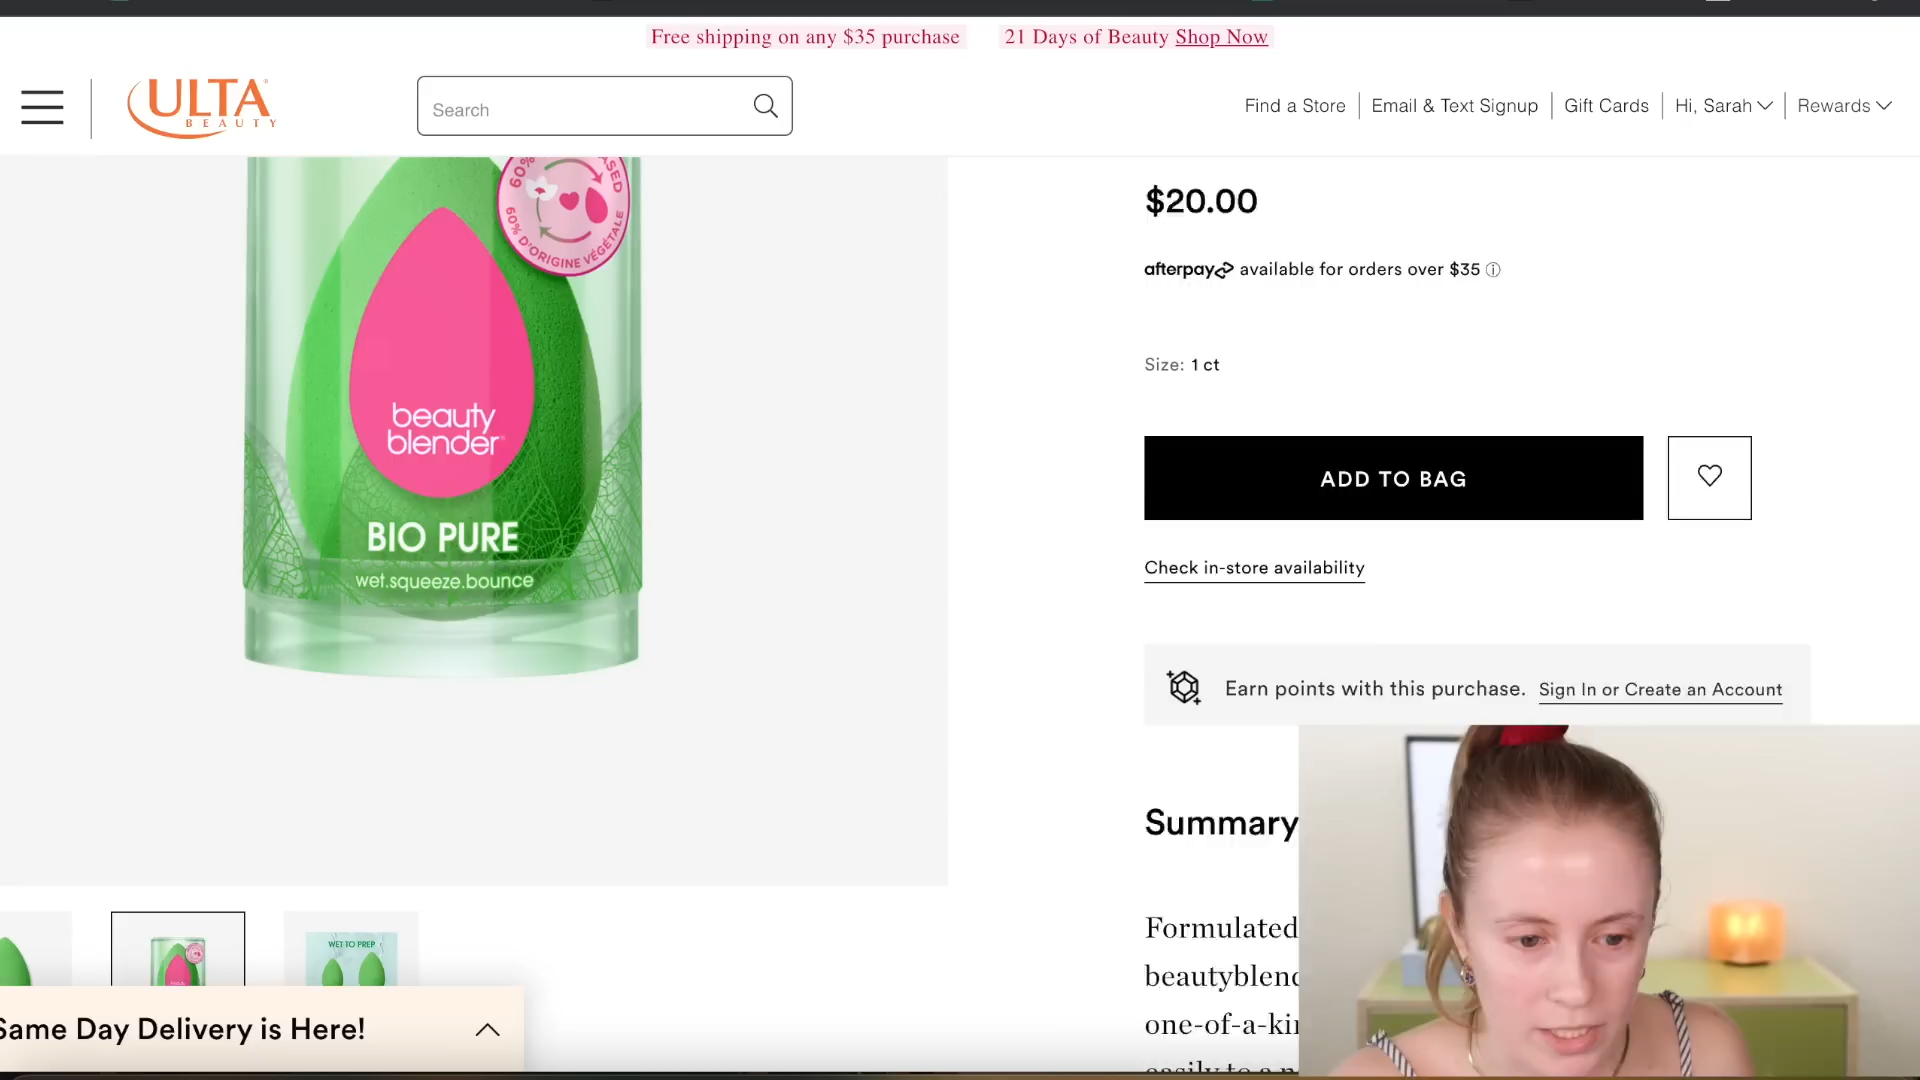 Free shipping on any $35 purchase
21 Days of Beauty Shop Now
ULTA
BEAUTY
Search
Find a Store
Email & Text Signup
Gift Cards
Hi, Sarah
Rewards
60%
60% D'ORIGINE VÉGÉTALE
beauty
blender
BIO PURE
wet.squeeze.bounce
$20.00
afterpay available for orders over $35
Size: 1 ct
ADD TO BAG
Check in-store availability
Earn points with this purchase. Sign In or Create an Account
Summary
Formulated
one-of-a-ki
WET TO PREP
Same Day Delivery is Here!